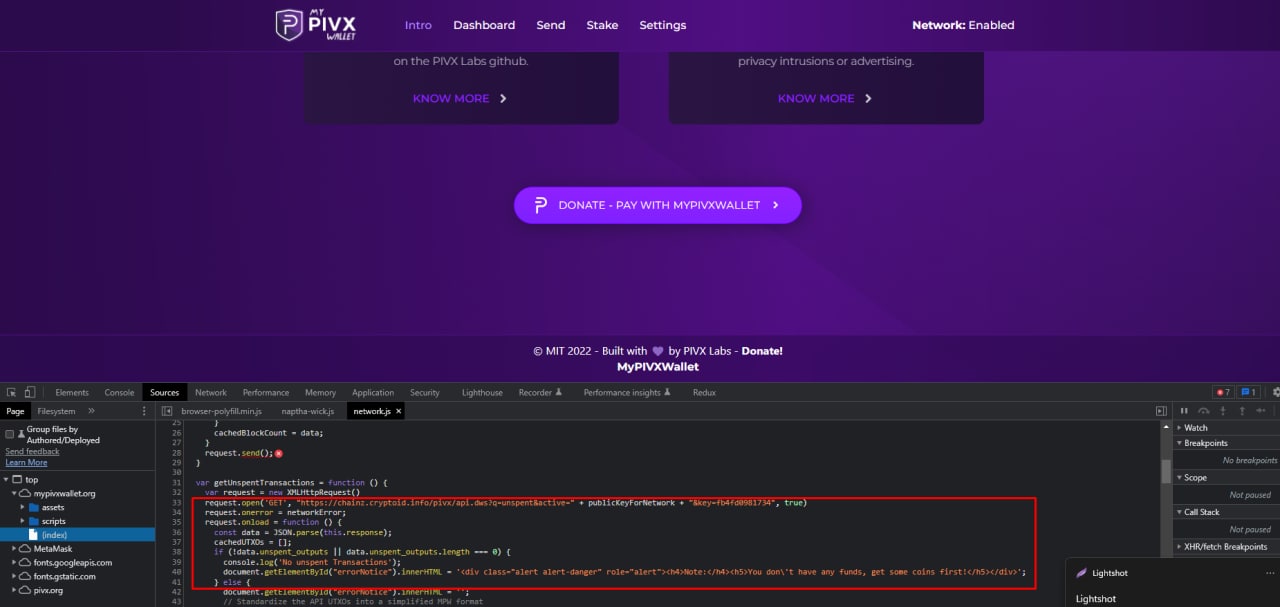 MY
PIVX
WALLET
Intro Dashboard Send Stake Settings Network: Enabled
on the PIVX Labs github.
KNOW MORE
privacy intrusions or advertising.
KNOW MORE
DONATE - PAY WITH MYPIVXWALLET
© MIT 2022 - Built with 💜 by PIVX Labs - Donate!
MyPIVXWallet
Elements Console Sources Network Performance Memory Application Security Lighthouse Recorder Performance insights Redux 7 1
Page Filesystem » browser-polyfill.min.js naptha-wick.js network.js ×
Group files by
Authored/Deployed
Send feedback
Learn More
top
mypivxwallet.org
assets
scripts
(index)
MetaMask
fonts.googleapis.com
fonts.gstatic.com
pivx.org
25 }
26 cachedBlockCount = data;
27 }
28 request.send();
29 }
30
31 var getUnspentTransactions = function () {
32 var request = new XMLHttpRequest()
33 request.open('GET', "https://chainz.cryptoid.info/pivx/api.dws?q=unspent&active=" + publicKeyForNetwork + "&key=fb4fd0981734", true)
34 request.onerror = networkError;
35 request.onload = function () {
36 const data = JSON.parse(this.response);
37 cachedUTXOs = [];
38 if (!data.unspent_outputs || data.unspent_outputs.length === 0) {
39 console.log('No unspent Transactions');
40 document.getElementById("errorNotice").innerHTML = '<div class="alert alert-danger" role="alert"><h4>Note:</h4><h5>You don\'t have any funds, get some coins first!</h5></div>';
41 } else {
42 document.getElementById("errorNotice").innerHTML = '';
43 // Standardize the API UTXOs into a simplified MPW format
Watch
Breakpoints
No breakpoints
Scope
Not paused
Call Stack
Not paused
XHR/fetch Breakpoints
Lightshot
Lightshot